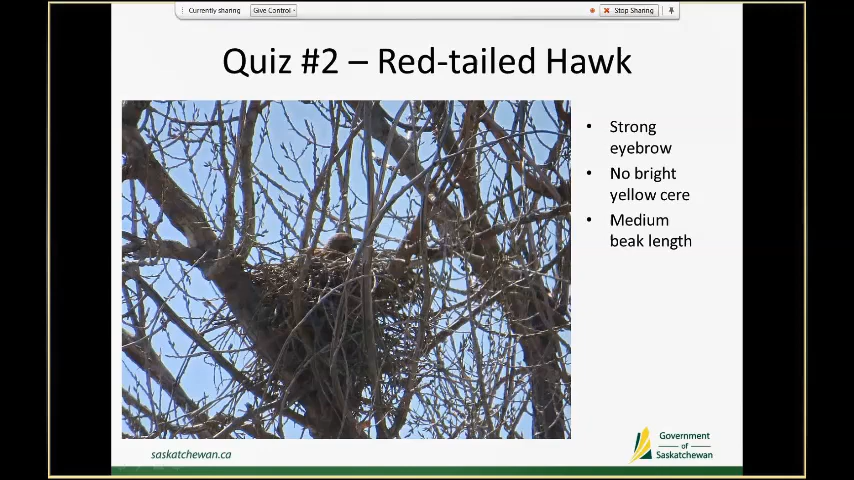 Currently sharing
Give Control
Stop Sharing
Quiz #2 – Red-tailed Hawk
• Strong
eyebrow
• No bright
yellow cere
• Medium
beak length
saskatchewan.ca
Government
of
Saskatchewan